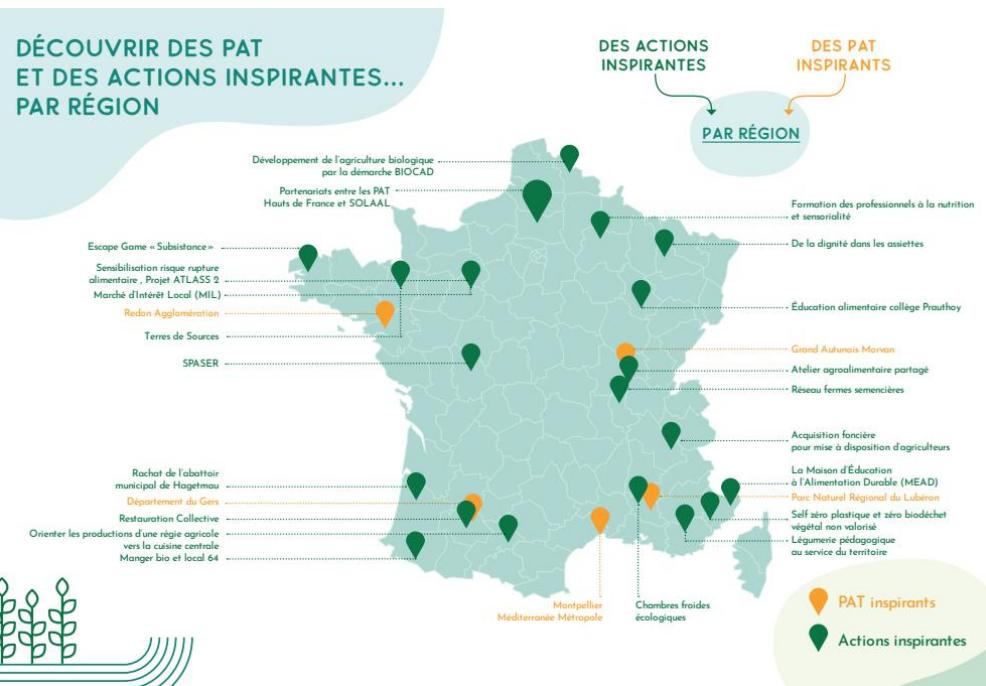 DÉCOUVRIR DES PAT
ET DES ACTIONS INSPIRANTES...
PAR RÉGION
DES ACTIONS
INSPIRANTES
DES PAT
INSPIRANTS
PAR RÉGION
Développement de l'agriculture biologique
par la démarche BIOCAD
Partenariats entre les PAT
Hauts de France et SOLAAL
Escape Game « Subsistance »
Sensibilisation risque rupture
alimentaire , Projet ATLASS 2
Marché d'Intérêt Local (MIL)
Redon Agglomération
Terres de Sources
SPASER
Rachat de l'abattoir
municipal de Hagetmau
Département du Gers
Restauration Collective
Orienter les productions d'une régie agricole
vers la cuisine centrale
Manger bio et local 64
Formation des professionnels à la nutrition
et sensorialité
De la dignité dans les assiettes
Éducation alimentaire collège Prauthoy
Grand Autunois Morvan
Atelier agroalimentaire partagé
Réseau fermes semencières
Acquisition foncière
pour mise à disposition d'agriculteurs
La Maison d'Éducation
à l'Alimentation Durable (MEAD)
Parc Naturel Régional du Lubéron
Self zéro plastique et zéro biodéchet
végétal non valorisé
Légumerie pédagogique
au service du territoire
Montpellier
Méditerranée Métropole
Chambres froides
écologiques
PAT inspirants
Actions inspirantes